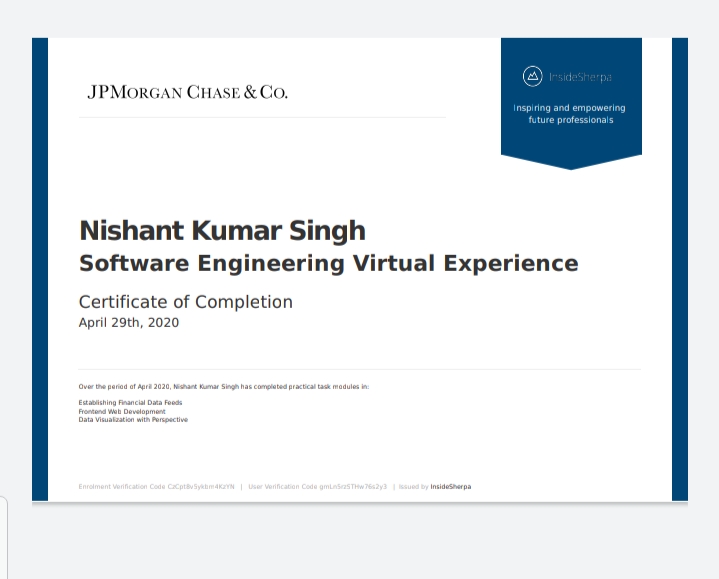 JPMORGAN CHASE & CO.
InsideSherpa
Inspiring and empowering
future professionals
Nishant Kumar Singh
Software Engineering Virtual Experience
Certificate of Completion
April 29th, 2020
Over the period of April 2020, Nishant Kumar Singh has completed practical task modules in:
Establishing Financial Data Feeds
Frontend Web Development
Data Visualization with Perspective
Enrolment Verification Code | User Verification Code | Issued by InsideSherpa